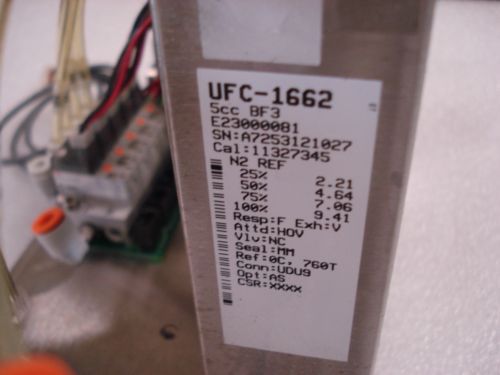 UFC-1662
5cc BF3
E23000081
SN:A7253121027
Cal:11327345
N2 REF
25% 2.21
50% 4.64
75% 7.06
100% 9.41
Resp:F Exh:V
Attd:HOV
Vlv:NC
Seal:MM
Ref:0C, 760T
Conn:UDU9
Opt:AS
CSR:XXXX